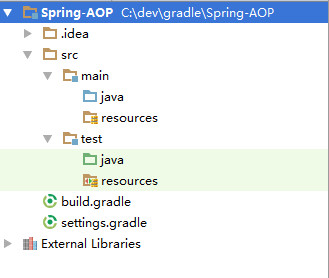 Spring-AOP C:\dev\gradle\Spring-AOP
.idea
src
main
java
resources
test
java
resources
build.gradle
settings.gradle
External Libraries